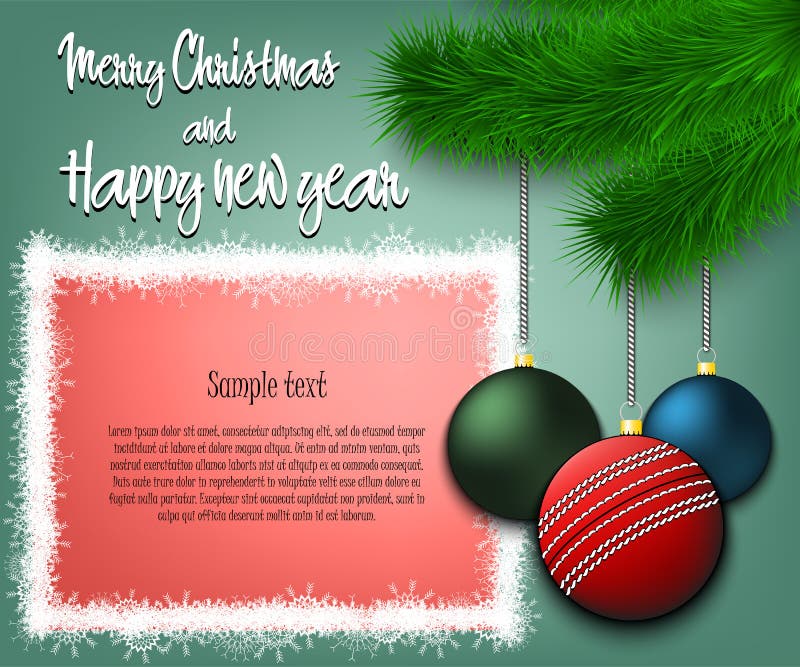 Merry Christmas
and
Happy new year
Sample text
Lorem ipsum dolor sit amet, consectetur adipiscing elit, sed do
eiusmod tempor incididunt ut labore et dolore magna aliqua.
Ut enim ad minim veniam, quis nostrud exercitation ullamco
laboris nisi ut aliquip ex ea commodo consequat. Duis aute
irure dolor in reprehenderit in voluptate velit esse cillum dolore
eu fugiat nulla pariatur. Excepteur sint occaecat cupidatat non
proident, sunt in culpa qui officia deserunt mollit anim id est laborum.
dreamstime